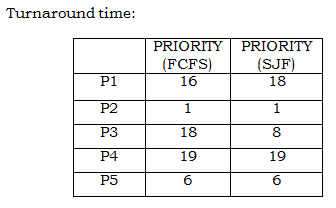 Turnaround time:
PRIORITY (FCFS) PRIORITY (SJF)
P1 16 18
P2 1 1
P3 18 8
P4 19 19
P5 6 6